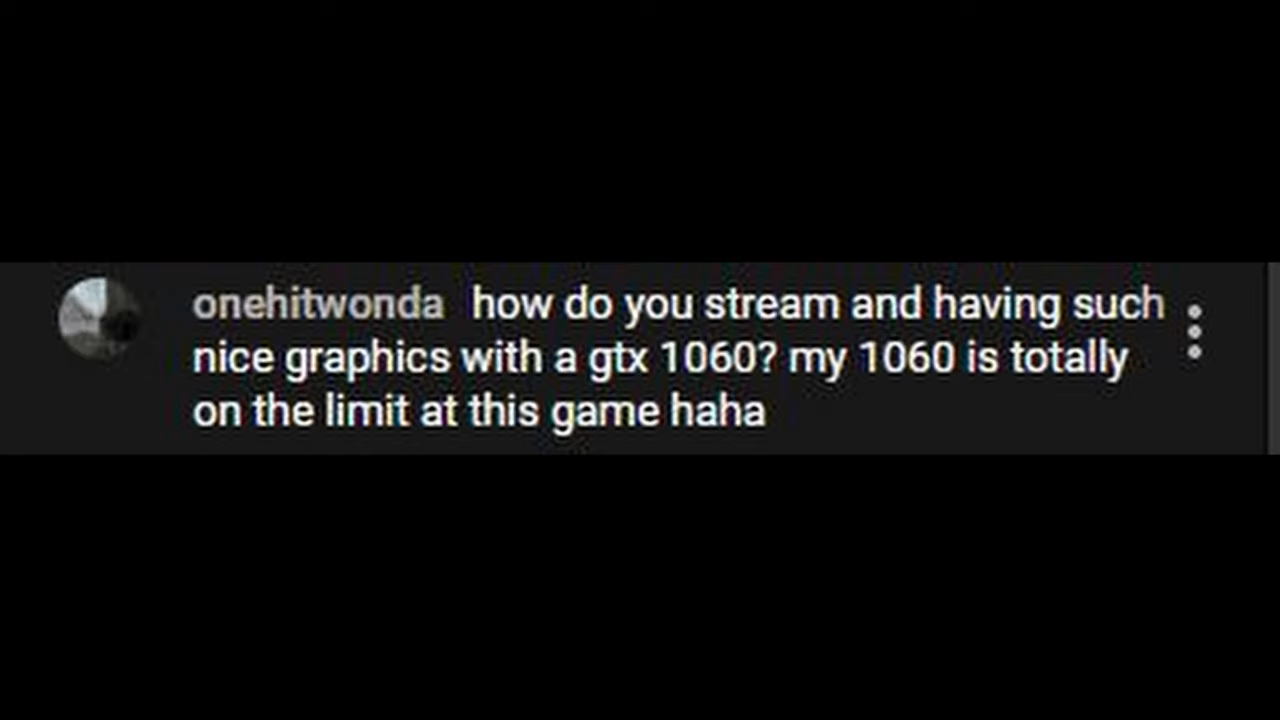 onehitwonda how do you stream and having such
nice graphics with a gtx 1060? my 1060 is totally
on the limit at this game haha